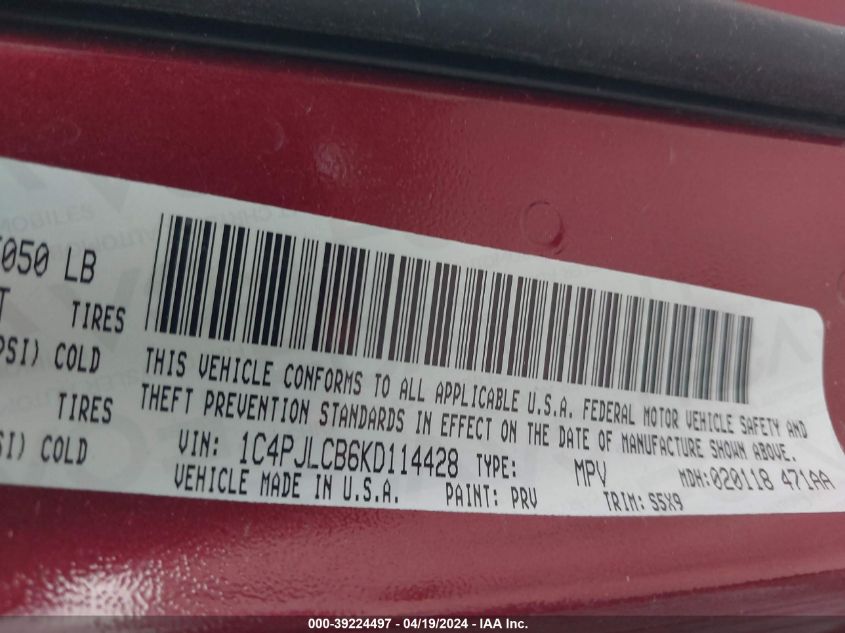 050 LB
TIRES
PSI) COLD
TIRES
SI) COLD
THIS VEHICLE CONFORMS TO ALL APPLICABLE U.S.A. FEDERAL MOTOR VEHICLE SAFETY AND
THEFT PREVENTION STANDARDS IN EFFECT ON THE DATE OF MANUFACTURE SHOWN ABOVE.
VIN: 1C4PJLCB6KD114428 TYPE: MPV MDH:020118 471AA
VEHICLE MADE IN U.S.A. PAINT: PRV TRIM: S5X9
000-39224497 - 04/19/2024 - IAA Inc.